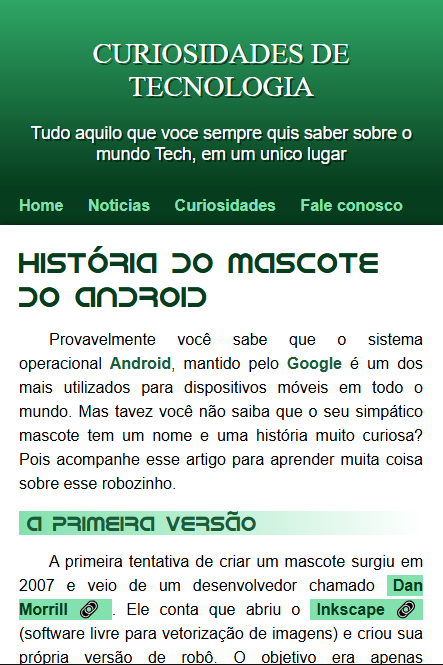 CURIOSIDADES DE
TECNOLOGIA
Tudo aquilo que voce sempre quis saber sobre o
mundo Tech, em um unico lugar
Home Noticias Curiosidades Fale conosco
HISTÓRIA DO MASCOTE
DO ANDROID
Provavelmente você sabe que o sistema
operacional Android, mantido pelo Google é um dos
mais utilizados para dispositivos móveis em todo o
mundo. Mas tavez você não saiba que o seu simpático
mascote tem um nome e uma história muito curiosa?
Pois acompanhe esse artigo para aprender muita coisa
sobre esse robozinho.
A PRIMEIRA VERSÃO
A primeira tentativa de criar um mascote surgiu em
2007 e veio de um desenvolvedor chamado Dan
Morrill . Ele conta que abriu o Inkscape
(software livre para vetorização de imagens) e criou sua
própria versão de robô. O objetivo era apenas